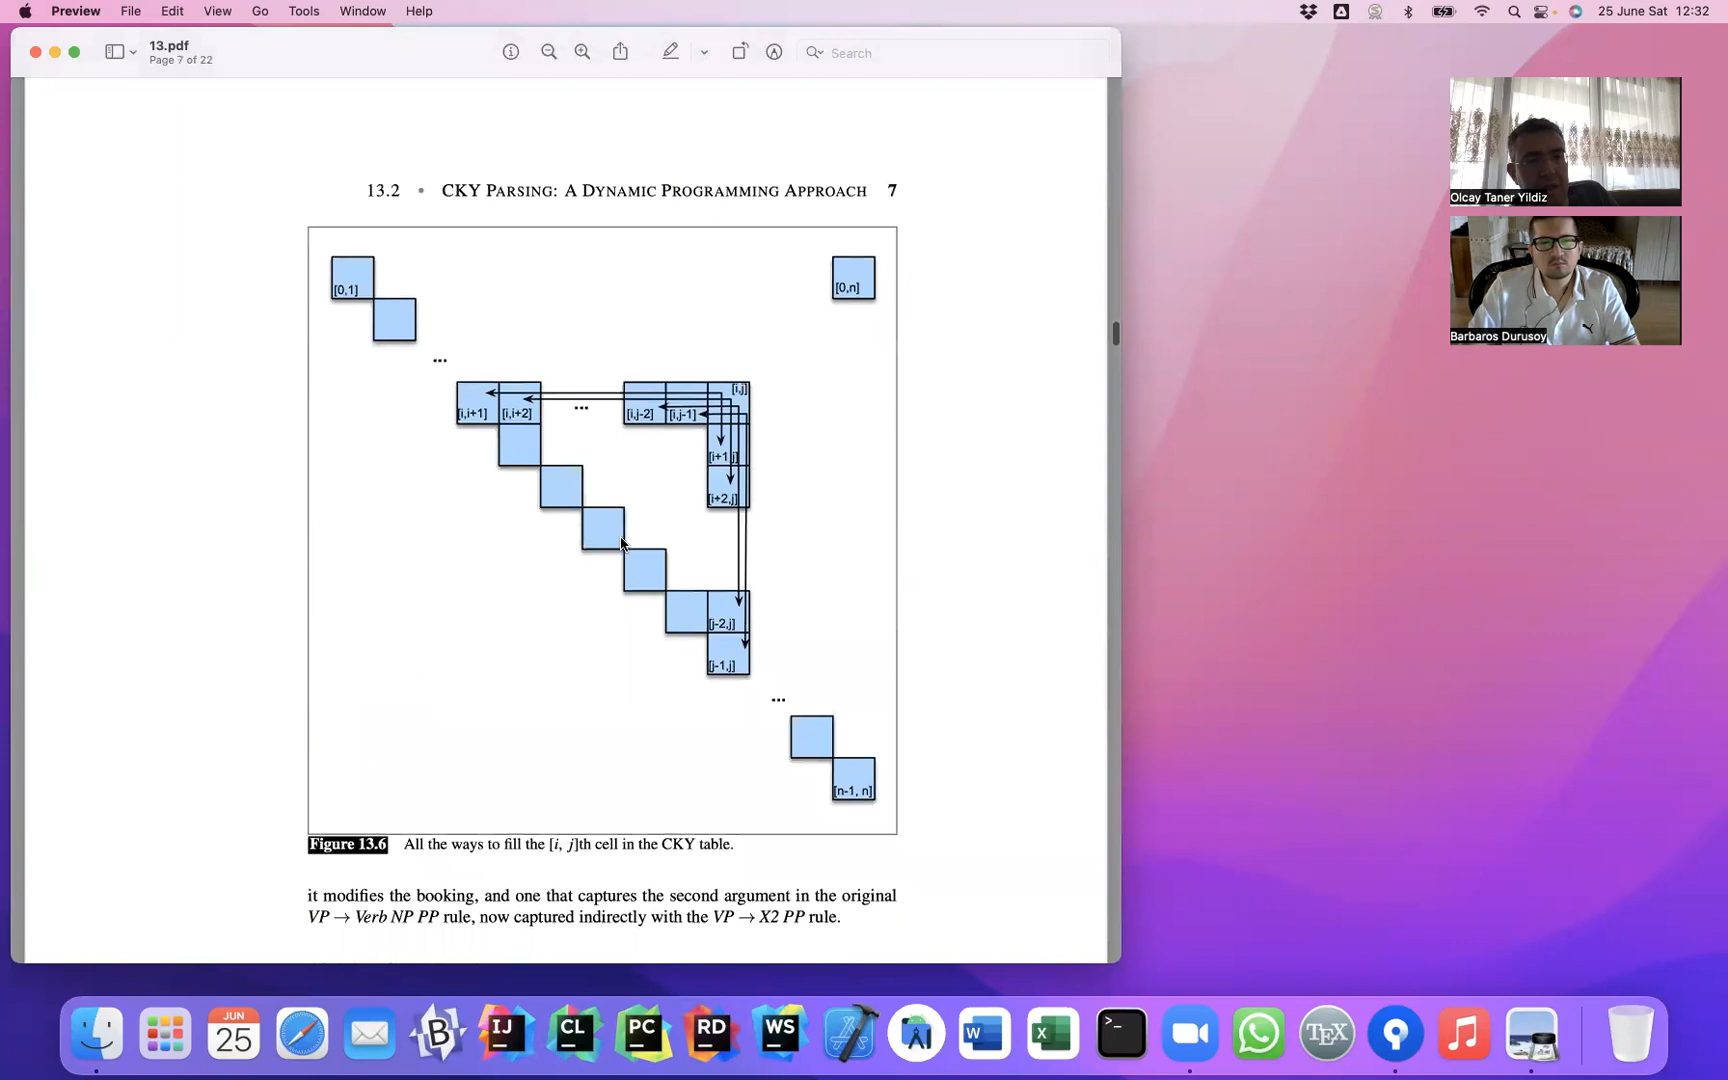 Preview File Edit View Go Tools Window Help
25 June Sat 12:32
13.pdf
Page 7 of 22
Search
13.2 • CKY PARSING: A DYNAMIC PROGRAMMING APPROACH 7
[0,1]
[0,n]
...
[i,j]
[i,i+1] [i,i+2] ... [i,j-2] [i,j-1]
[i+1,j]
[i+2,j]
[j-2,j]
[j-1,j]
...
[n-1, n]
Figure 13.6 All the ways to fill the [i, j]th cell in the CKY table.
it modifies the booking, and one that captures the second argument in the original
VP → Verb NP PP rule, now captured indirectly with the VP → X2 PP rule.
Olcay Taner Yildiz
Barbaros Durusoy
JUN
25
B
IJ
CL
PC
RD
WS
W
X
>_
TEX